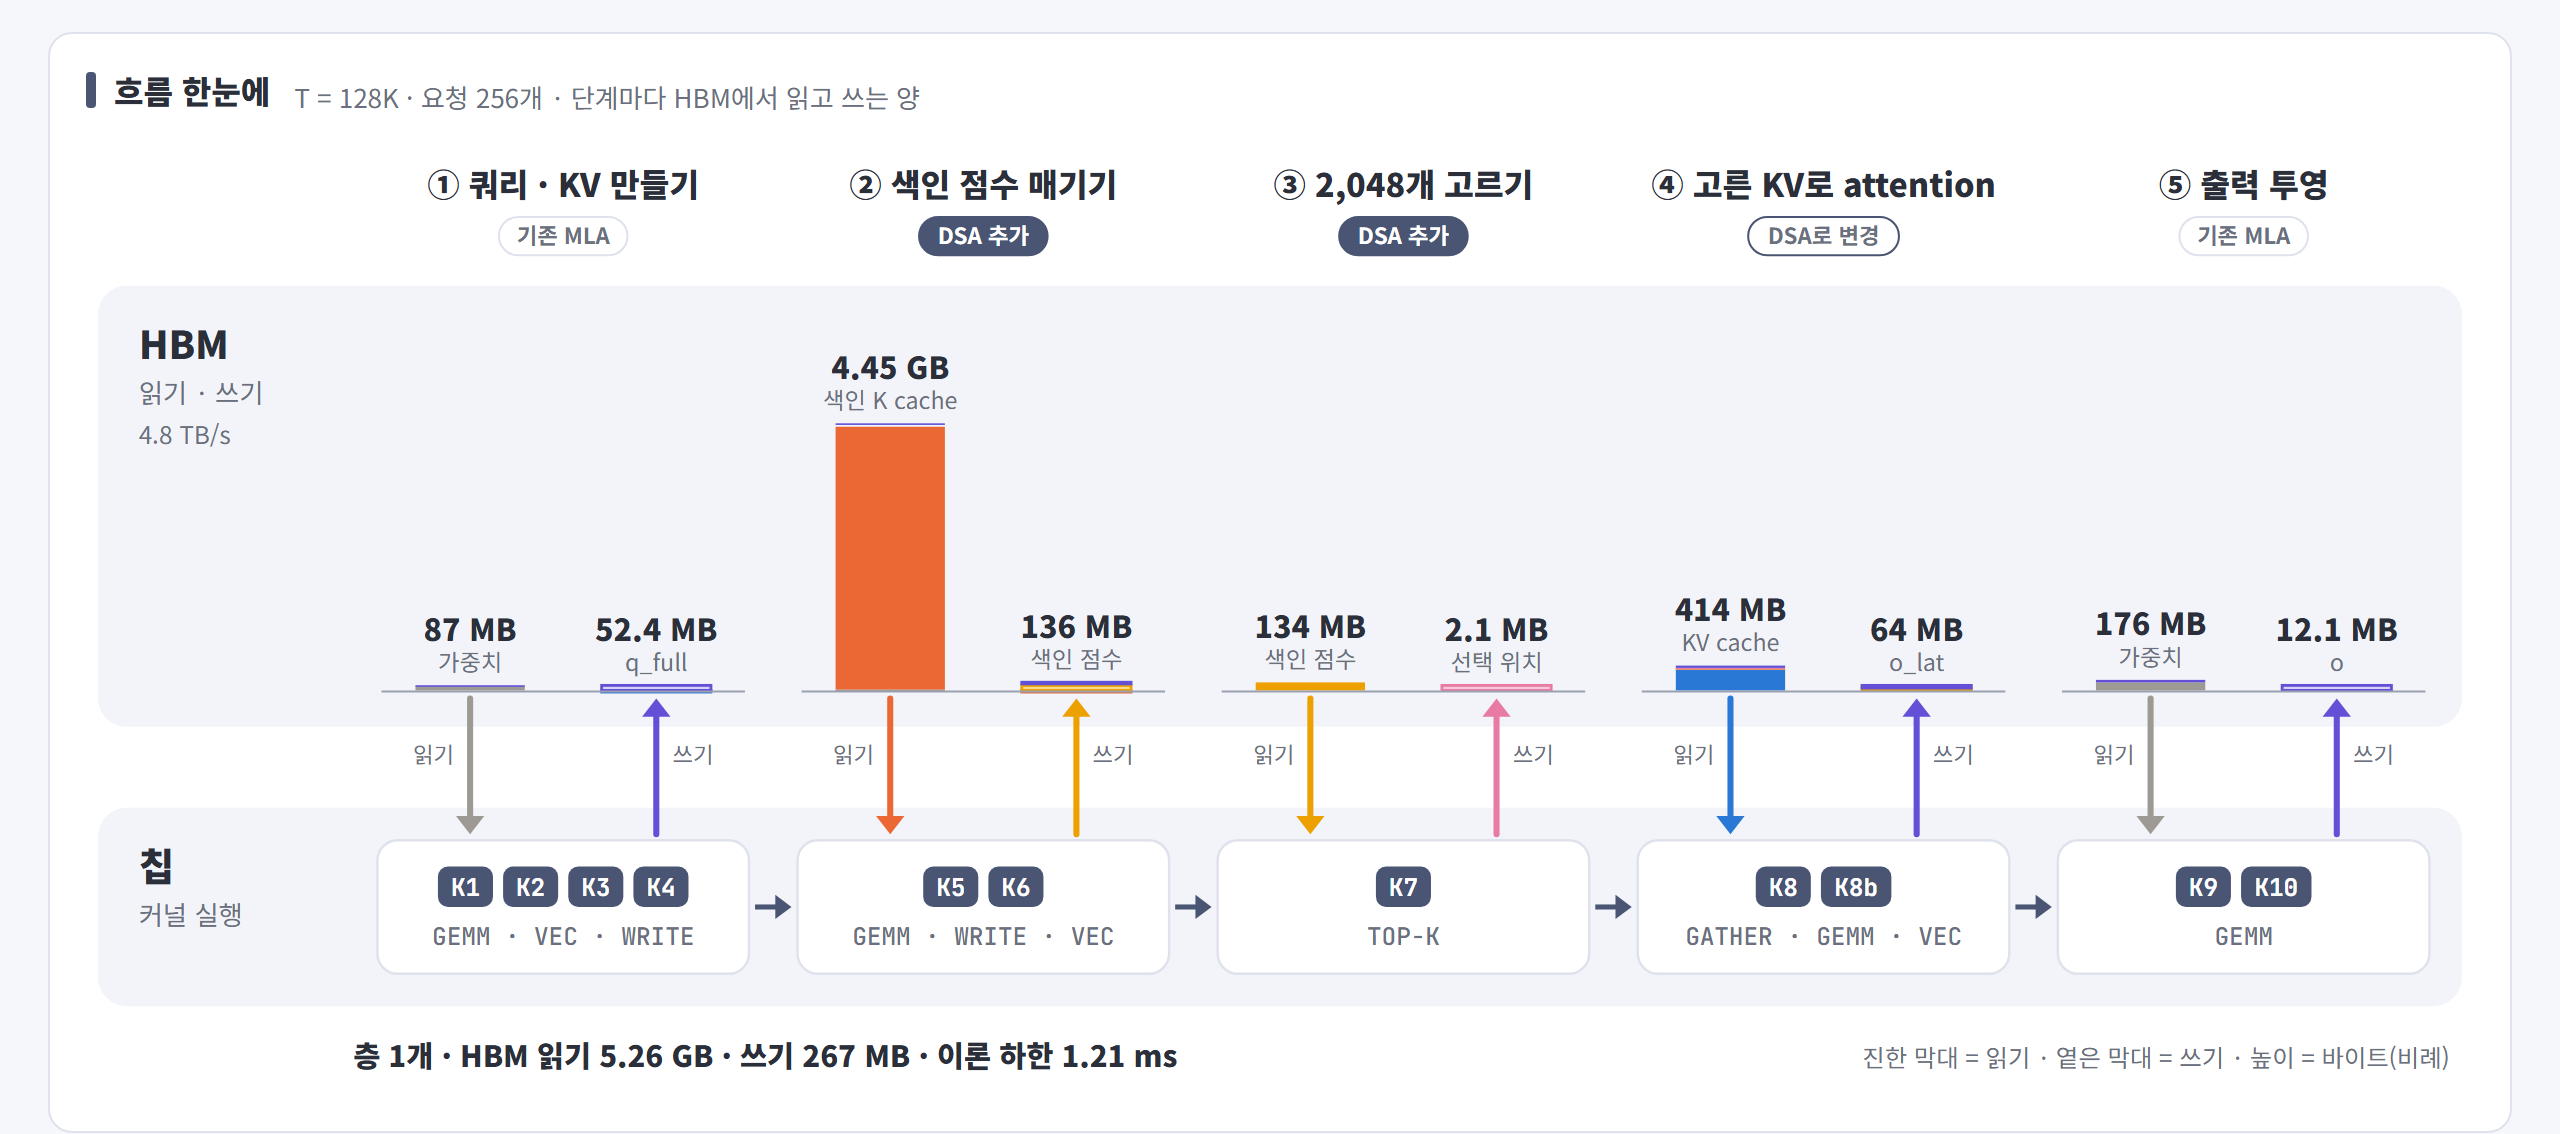 흐름 한눈에 T = 128K · 요청 256개 · 단계마다 HBM에서 읽고 쓰는 양
① 쿼리 · KV 만들기
기존 MLA
② 색인 점수 매기기
DSA 추가
③ 2,048개 고르기
DSA 추가
④ 고른 KV로 attention
DSA로 변경
⑤ 출력 투영
기존 MLA
HBM
읽기 · 쓰기
4.8 TB/s
87 MB
가중치
52.4 MB
q_full
4.45 GB
색인 K cache
136 MB
색인 점수
134 MB
색인 점수
2.1 MB
선택 위치
414 MB
KV cache
64 MB
o_lat
176 MB
가중치
12.1 MB
o
읽기 쓰기 읽기 쓰기 읽기 쓰기 읽기 쓰기 읽기 쓰기
칩
커널 실행
K1 K2 K3 K4
GEMM · VEC · WRITE
K5 K6
GEMM · WRITE · VEC
K7
TOP-K
K8 K8b
GATHER · GEMM · VEC
K9 K10
GEMM
층 1개 · HBM 읽기 5.26 GB · 쓰기 267 MB · 이론 하한 1.21 ms
진한 막대 = 읽기 · 옅은 막대 = 쓰기 · 높이 = 바이트(비례)